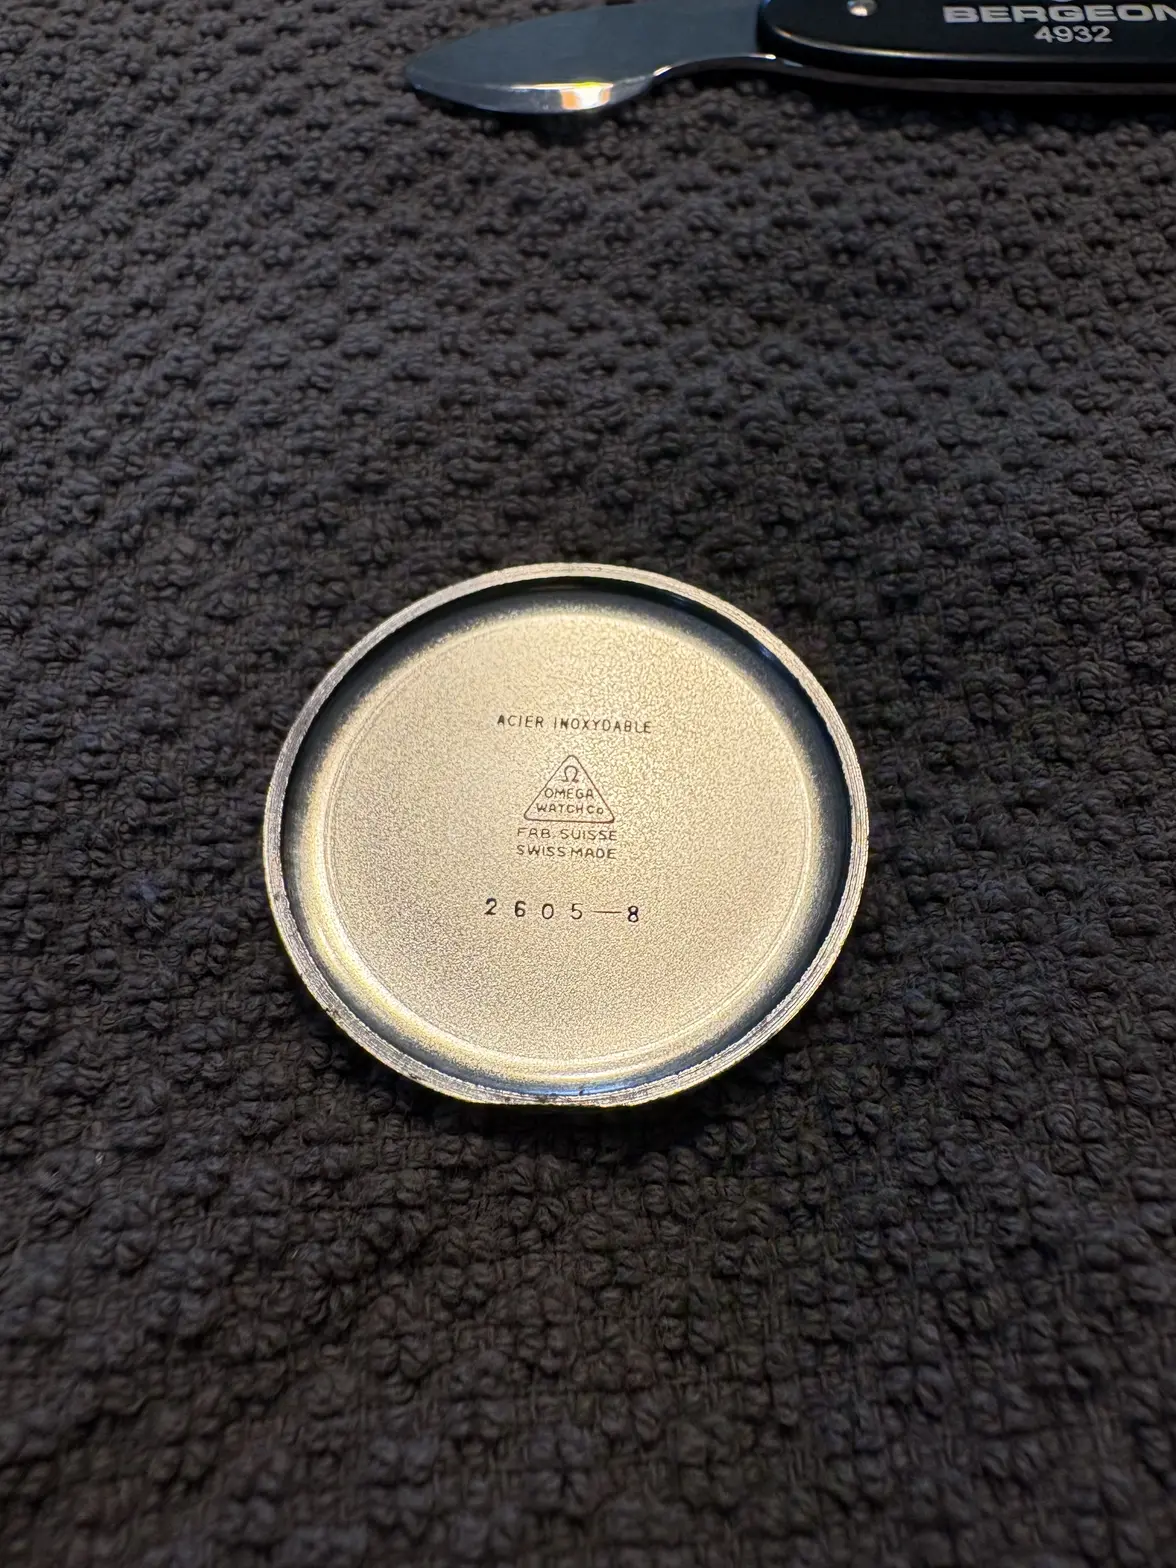 BERGEON
4932
ACIER INOXYDABLE
Ω
OMEGA
WATCH Co
FAB. SUISSE
SWISS MADE
2605—8